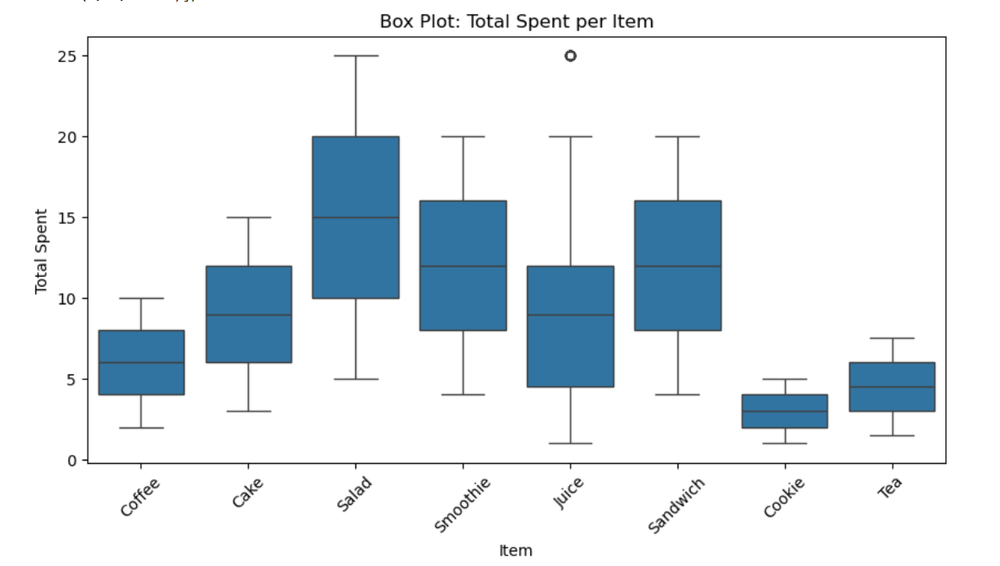 Box Plot: Total Spent per Item
Total Spent
25
20
15
10
5
0
Coffee
Cake
Salad
Smoothie
Juice
Sandwich
Cookie
Tea
Item